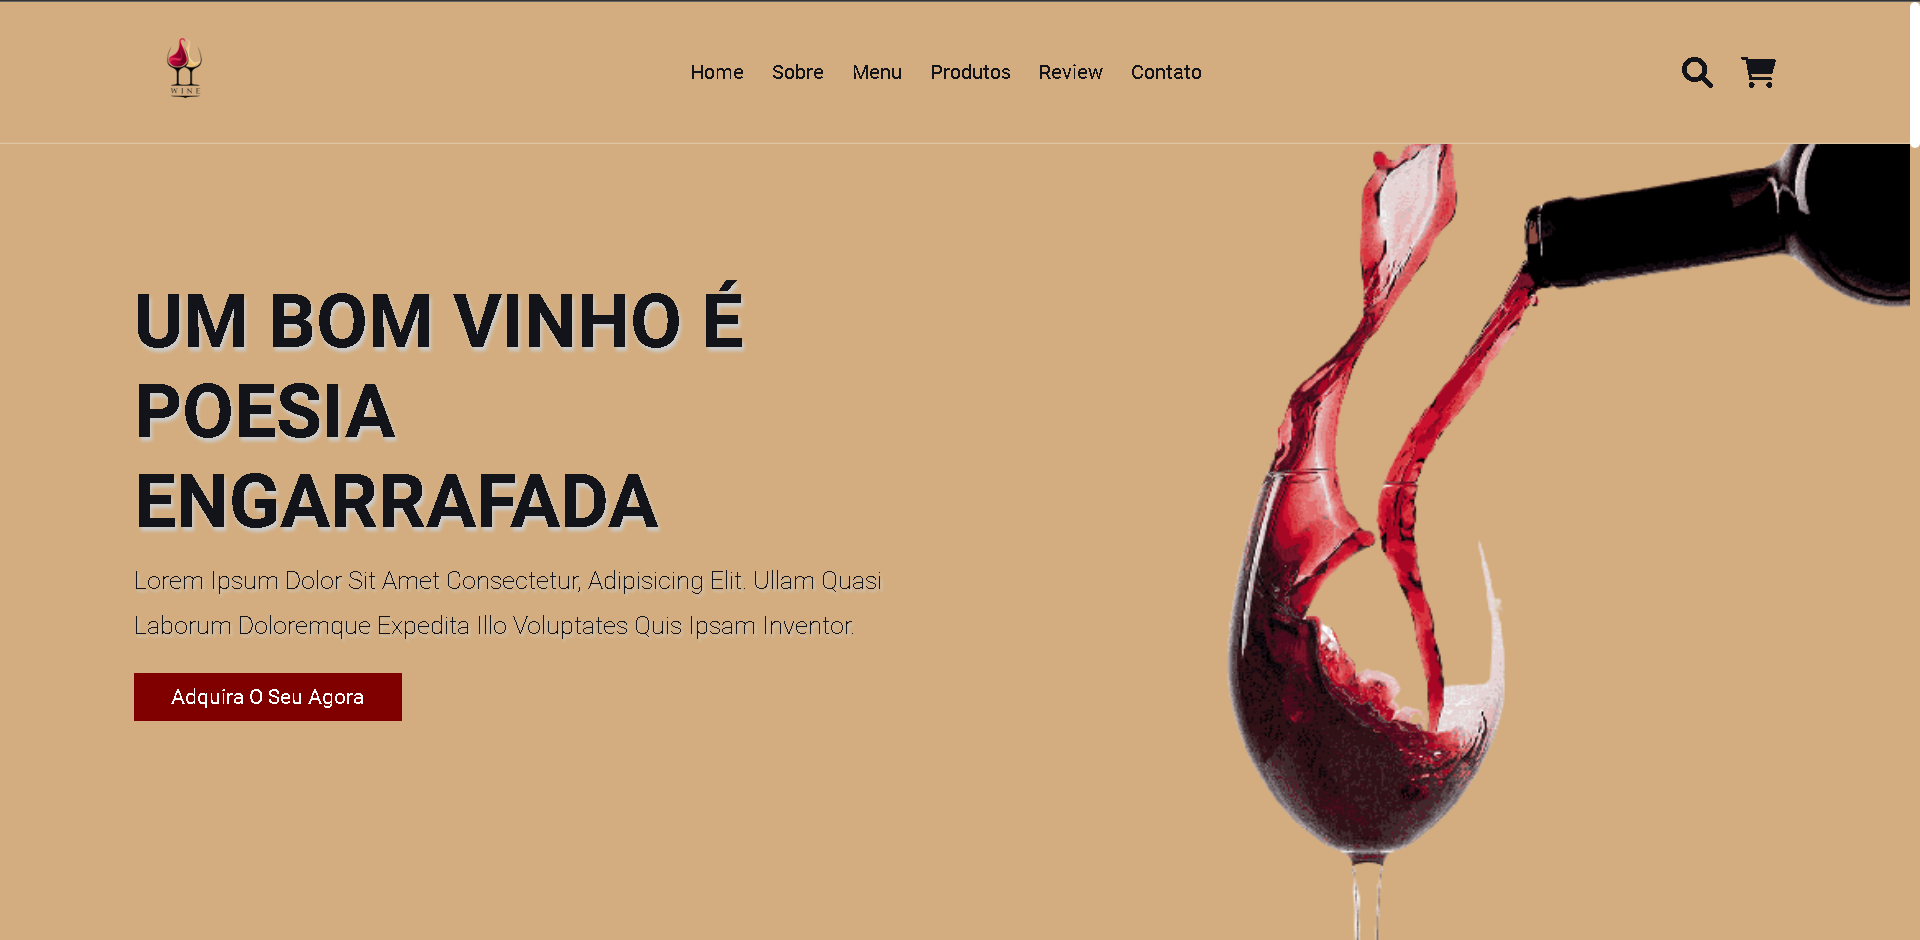 WINE
Home Sobre Menu Produtos Review Contato
UM BOM VINHO É
POESIA
ENGARRAFADA
Lorem Ipsum Dolor Sit Amet Consectetur, Adipisicing Elit. Ullam Quasi
Laborum Doloremque Expedita Illo Voluptates Quis Ipsam Inventor.
Adquira O Seu Agora